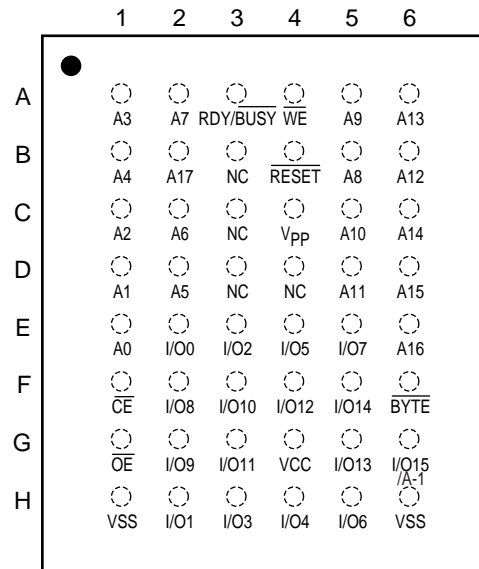 1 2 3 4 5 6
A
A3 A7 RDY/BUSY WE A9 A13
B
A4 A17 NC RESET A8 A12
C
A2 A6 NC VPP A10 A14
D
A1 A5 NC NC A11 A15
E
A0 I/O0 I/O2 I/O5 I/O7 A16
F
CE I/O8 I/O10 I/O12 I/O14 BYTE
G
OE I/O9 I/O11 VCC I/O13 I/O15
/A-1
H
VSS I/O1 I/O3 I/O4 I/O6 VSS